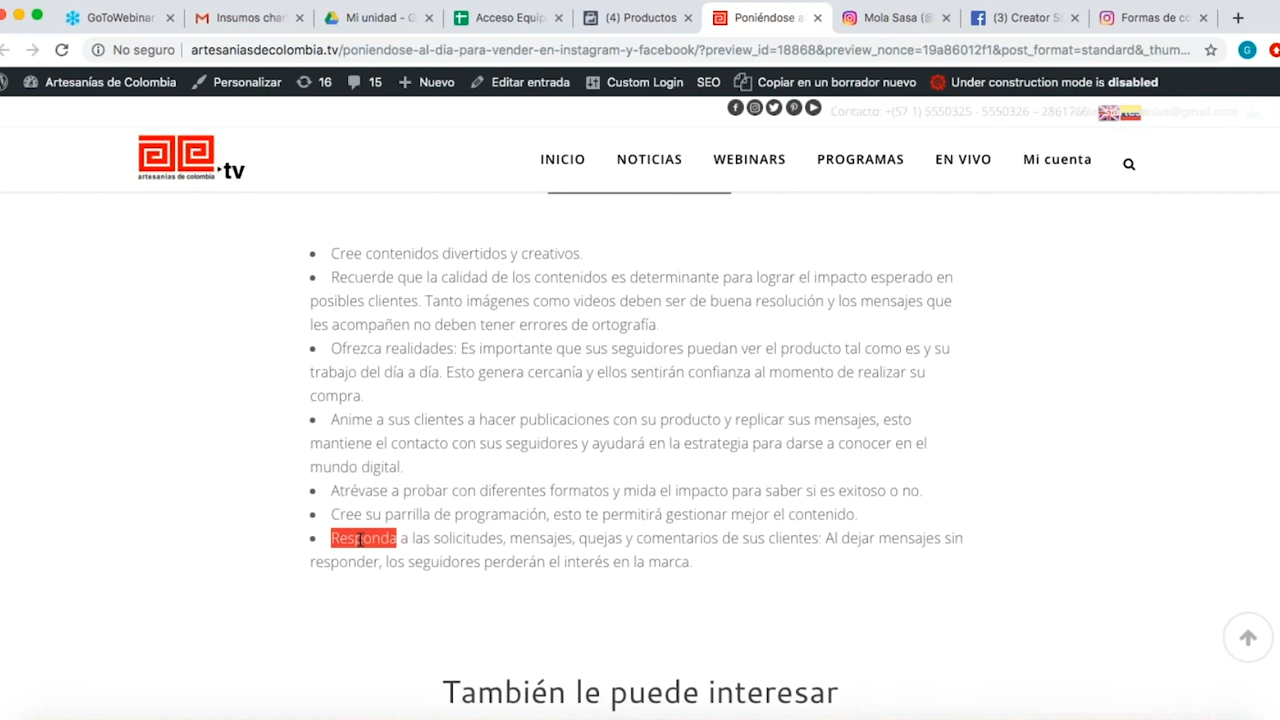 GoToWebinar
Insumos char
Mi unidad - G
Acceso Equip
(4) Productos
Poniéndose a
Mola Sasa (@
(3) Creator St
Formas de co
No seguro
artesaniasdecolombia.tv/poniendose-al-dia-para-vender-en-instagram-y-facebook/?preview_id=18868&preview_nonce=19a86012f1&post_format=standard&_thum...
G
Artesanías de Colombia
Personalizar
16
15
Nuevo
Editar entrada
Custom Login
SEO
Copiar en un borrador nuevo
Under construction mode is disabled
Contacto: +(57 1) 5550325 - 5550326 – 2861766
@gmail.com
artesanías de colombia
tv
INICIO
NOTICIAS
WEBINARS
PROGRAMAS
EN VIVO
Mi cuenta
• Cree contenidos divertidos y creativos.
• Recuerde que la calidad de los contenidos es determinante para lograr el impacto esperado en
posibles clientes. Tanto imágenes como videos deben ser de buena resolución y los mensajes que
les acompañen no deben tener errores de ortografía.
• Ofrezca realidades: Es importante que sus seguidores puedan ver el producto tal como es y su
trabajo del día a día. Esto genera cercanía y ellos sentirán confianza al momento de realizar su
compra.
• Anime a sus clientes a hacer publicaciones con su producto y replicar sus mensajes, esto
mantiene el contacto con sus seguidores y ayudará en la estrategia para darse a conocer en el
mundo digital.
• Atrévase a probar con diferentes formatos y mida el impacto para saber si es exitoso o no.
• Cree su parrilla de programación, esto te permitirá gestionar mejor el contenido.
• Responda a las solicitudes, mensajes, quejas y comentarios de sus clientes: Al dejar mensajes sin
responder, los seguidores perderán el interés en la marca.
También le puede interesar